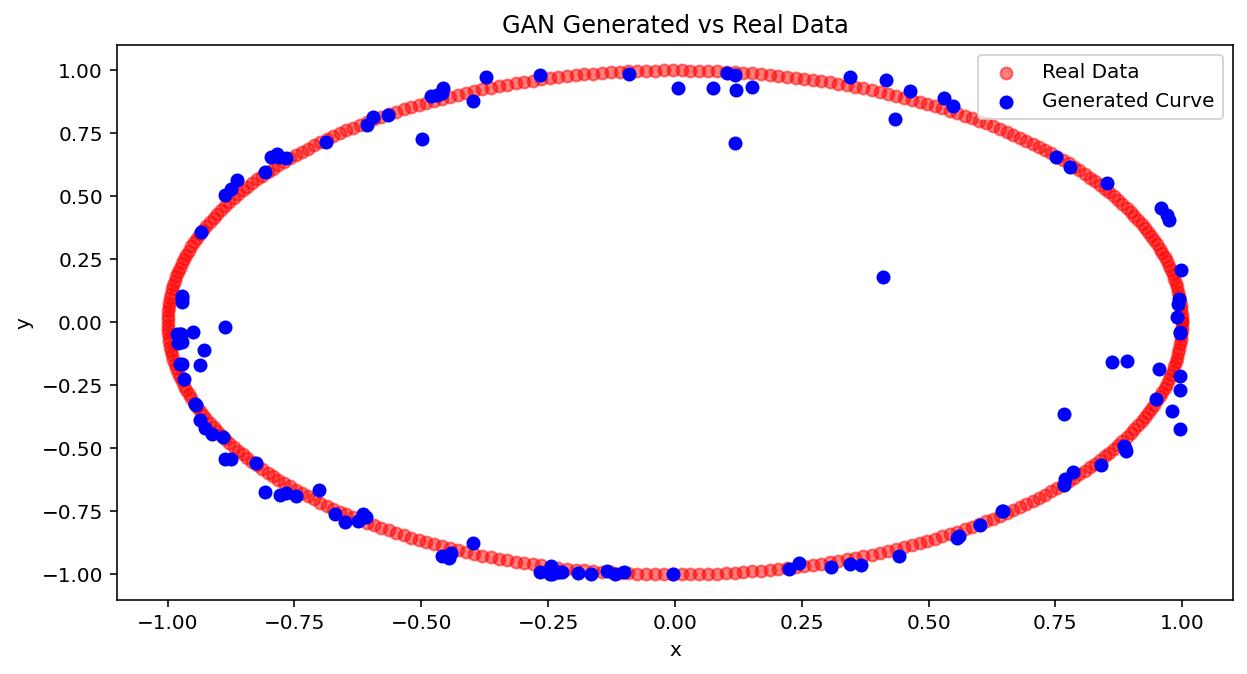 GAN Generated vs Real Data
Real Data
Generated Curve
1.00
0.75
0.50
0.25
0.00
−0.25
−0.50
−0.75
−1.00
y
−1.00 −0.75 −0.50 −0.25 0.00 0.25 0.50 0.75 1.00
x